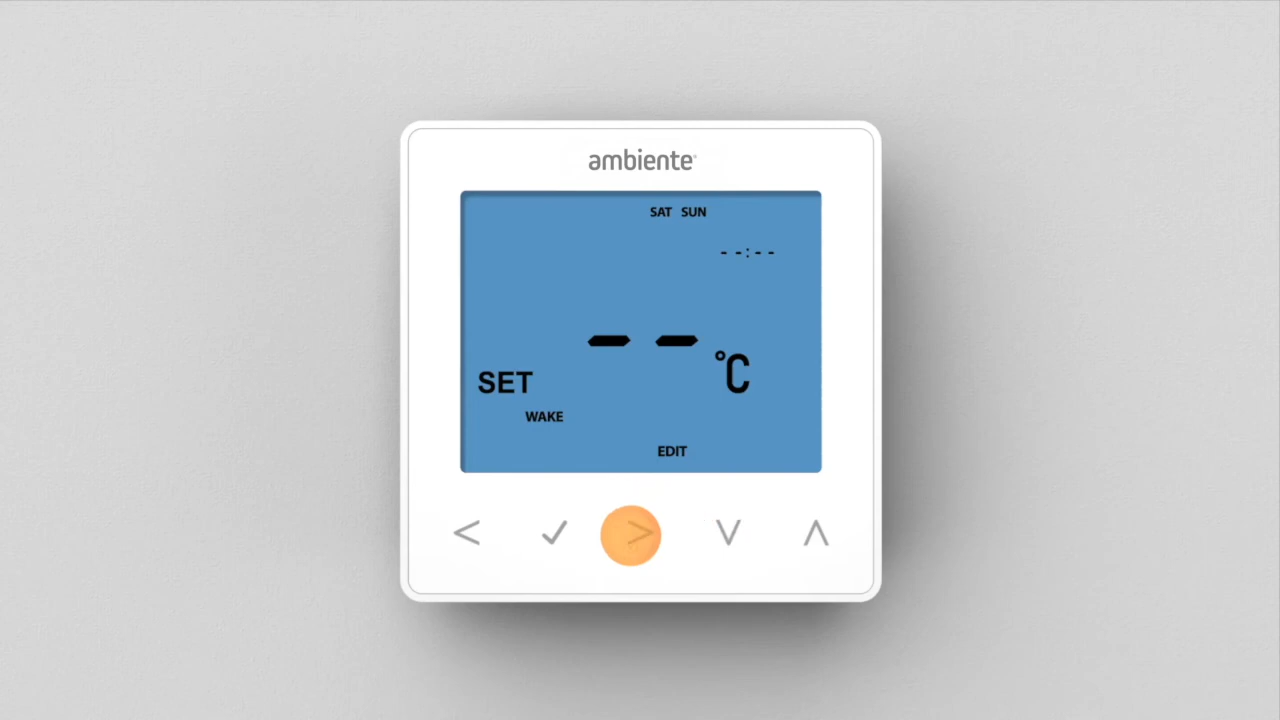 ambiente®
SAT SUN
--:--
-- °C
SET
WAKE
EDIT